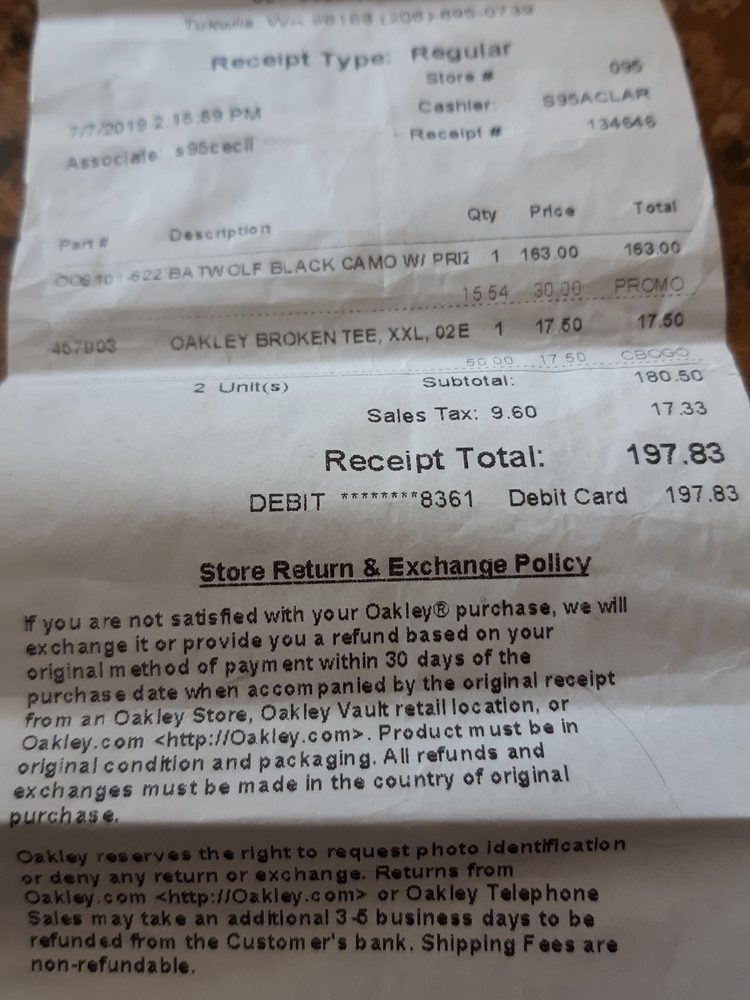 Tukwila, WA 98188 (206)-695-0739
Receipt Type: Regular
Store # 095
7/7/2019 2:15:59 PM Cashier: S95ACLAR
Associate: s95cecil Receipt # 134646
Part # Description Qty Price Total
OO9101-622 BATWOLF BLACK CAMO W/ PRIZ 1 163.00 163.00
15.54 30.00 PROMO
457803 OAKLEY BROKEN TEE, XXL, 02E 1 17.50 17.50
50.00 17.50 CBOGO
2 Unit(s) Subtotal: 180.50
Sales Tax: 9.60 17.33
Receipt Total: 197.83
DEBIT ********8361 Debit Card 197.83
Store Return & Exchange Policy
If you are not satisfied with your Oakley® purchase, we will
exchange it or provide you a refund based on your
original method of payment within 30 days of the
purchase date when accompanied by the original receipt
from an Oakley Store, Oakley Vault retail location, or
Oakley.com <http://Oakley.com>. Product must be in
original condition and packaging. All refunds and
exchanges must be made in the country of original
purchase.
Oakley reserves the right to request photo identification
or deny any return or exchange. Returns from
Oakley.com <http://Oakley.com> or Oakley Telephone
Sales may take an additional 3-5 business days to be
refunded from the Customer's bank. Shipping Fees are
non-refundable.